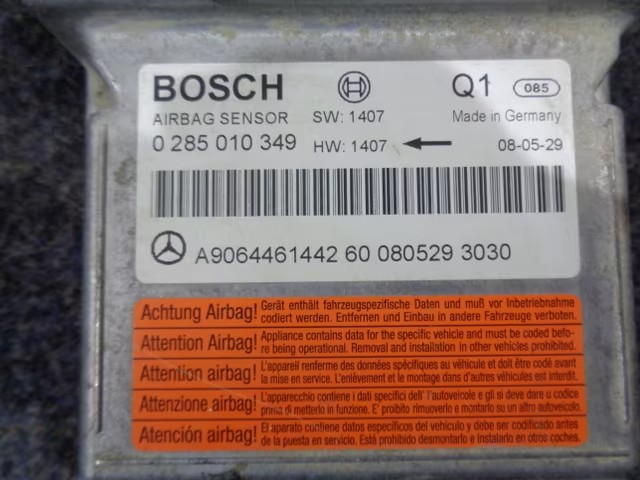 BOSCH Q1 085
AIRBAG SENSOR SW: 1407 Made in Germany
0 285 010 349 HW: 1407 08-05-29
A9064461442 60 080529 3030
Achtung Airbag! Gerät enthält fahrzeugspezifische Daten und muß vor Inbetriebnahme
codiert werden. Entfernen und Einbau in andere Fahrzeuge verboten.
Attention Airbag! Appliance contains data for the specific vehicle and must be coded befo-
re being operational. Removal and installation in other vehicles prohibited.
Attention airbag! L'appareil renferme des données spécifiques au véhicule et doit être codé avant
la mise en service. L'enlèvement et le montage dans d'autres véhicules est interdit.
Attenzione airbag! L'apparecchio contiene i dati specifici dell' l'autoveicolo e gli si deve dare u codice
prima di metterlo in funzione. E' proibito rimuoverlo e montarlo su un altro autoveicolo.
Atención airbag! El aparato contiene datos específicos del vehículo y debe ser codificado antes
de la puesta en servicio. Está prohibido desmontarlo e instalarlo en otros coches.